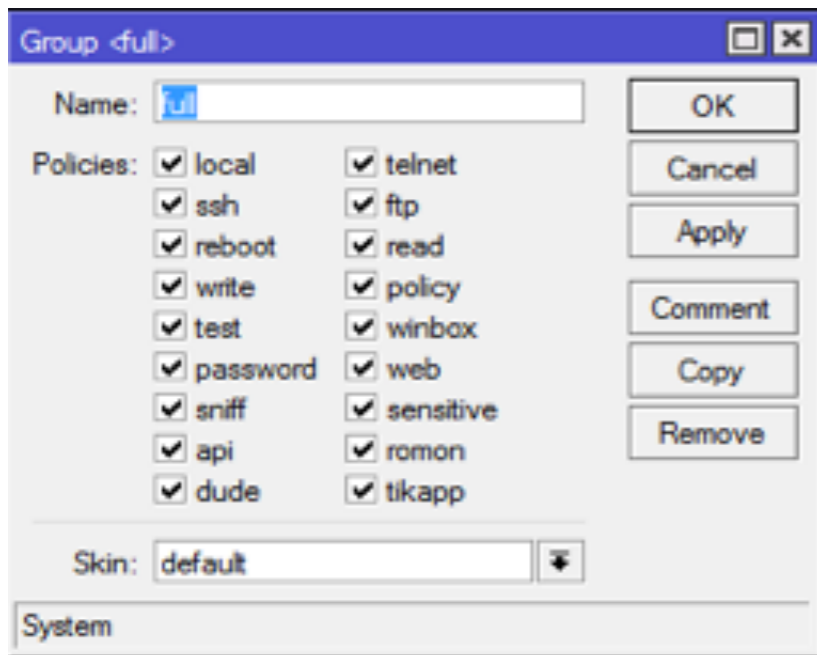 Group <full>
Name: full
OK
Policies: local telnet
Cancel
ssh ftp
reboot read
Apply
write policy
Comment
test winbox
password web
Copy
sniff sensitive
Remove
api romon
dude tikapp
Skin: default
System